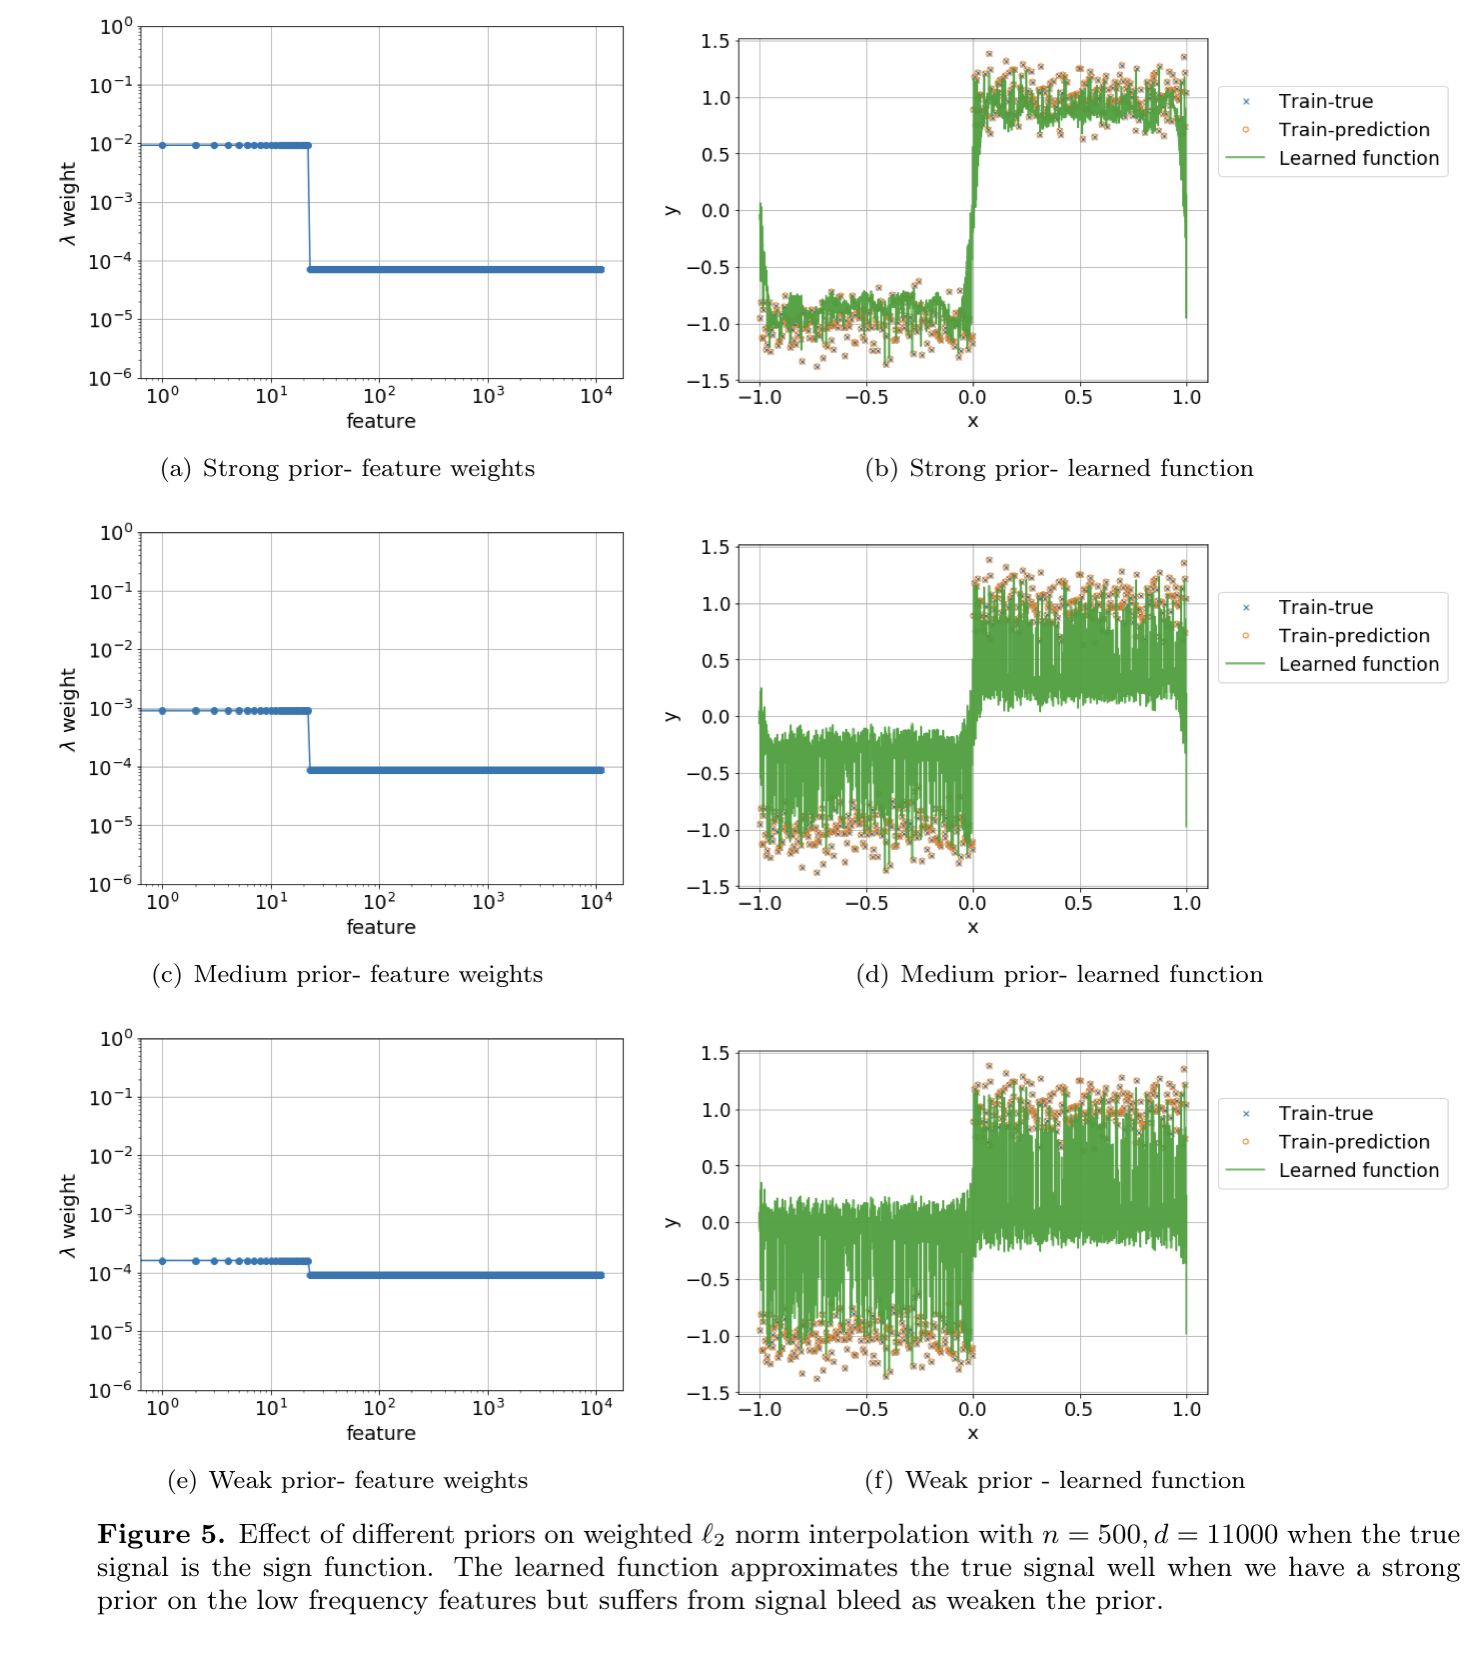 10^0
10^−1
10^−2
10^−3
10^−4
10^−5
10^−6
λ weight
10^0 10^1 10^2 10^3 10^4
feature
1.5
1.0
0.5
0.0
−0.5
−1.0
−1.5
y
−1.0 −0.5 0.0 0.5 1.0
x
Train-true
Train-prediction
Learned function
(a) Strong prior- feature weights
(b) Strong prior- learned function
10^0
10^−1
10^−2
10^−3
10^−4
10^−5
10^−6
λ weight
10^0 10^1 10^2 10^3 10^4
feature
1.5
1.0
0.5
0.0
−0.5
−1.0
−1.5
y
−1.0 −0.5 0.0 0.5 1.0
x
Train-true
Train-prediction
Learned function
(c) Medium prior- feature weights
(d) Medium prior- learned function
10^0
10^−1
10^−2
10^−3
10^−4
10^−5
10^−6
λ weight
10^0 10^1 10^2 10^3 10^4
feature
1.5
1.0
0.5
0.0
−0.5
−1.0
−1.5
y
−1.0 −0.5 0.0 0.5 1.0
x
Train-true
Train-prediction
Learned function
(e) Weak prior- feature weights
(f) Weak prior - learned function
Figure 5. Effect of different priors on weighted ℓ₂ norm interpolation with n = 500, d = 11000 when the true
signal is the sign function. The learned function approximates the true signal well when we have a strong
prior on the low frequency features but suffers from signal bleed as weaken the prior.